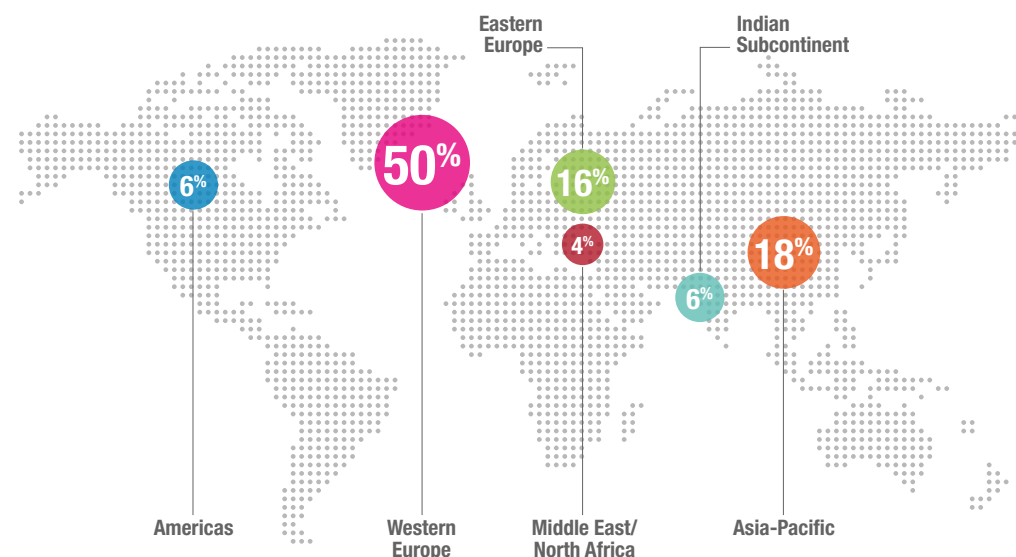 Eastern
Europe
Indian
Subcontinent
50%
6%
16%
4%
18%
6%
Americas
Western
Europe
Middle East/
North Africa
Asia-Pacific